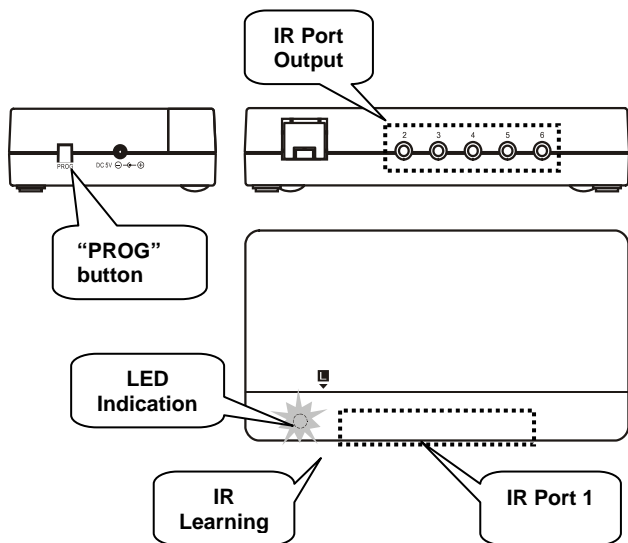 IR Port
Output
2 3 4 5 6
PROG
DC 5V
“PROG”
button
L
LED
Indication
IR
Learning
IR Port 1